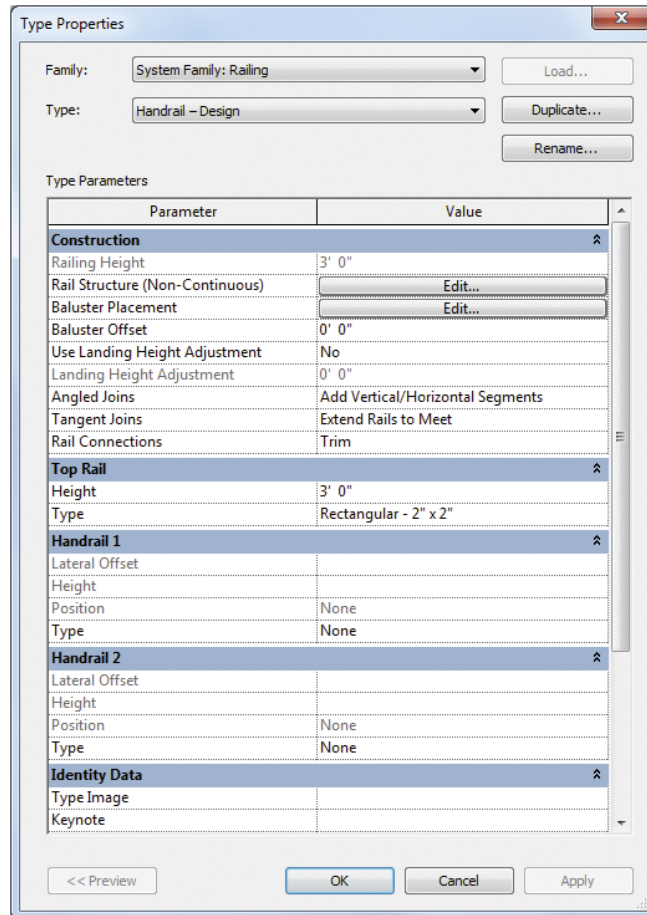 Type Properties
Family: System Family: Railing Load...
Type: Handrail – Design Duplicate...
Rename...
Type Parameters
Parameter Value
Construction
Railing Height 3' 0"
Rail Structure (Non-Continuous) Edit...
Baluster Placement Edit...
Baluster Offset 0' 0"
Use Landing Height Adjustment No
Landing Height Adjustment 0' 0"
Angled Joins Add Vertical/Horizontal Segments
Tangent Joins Extend Rails to Meet
Rail Connections Trim
Top Rail
Height 3' 0"
Type Rectangular - 2" x 2"
Handrail 1
Lateral Offset
Height
Position None
Type None
Handrail 2
Lateral Offset
Height
Position None
Type None
Identity Data
Type Image
Keynote
<< Preview OK Cancel Apply